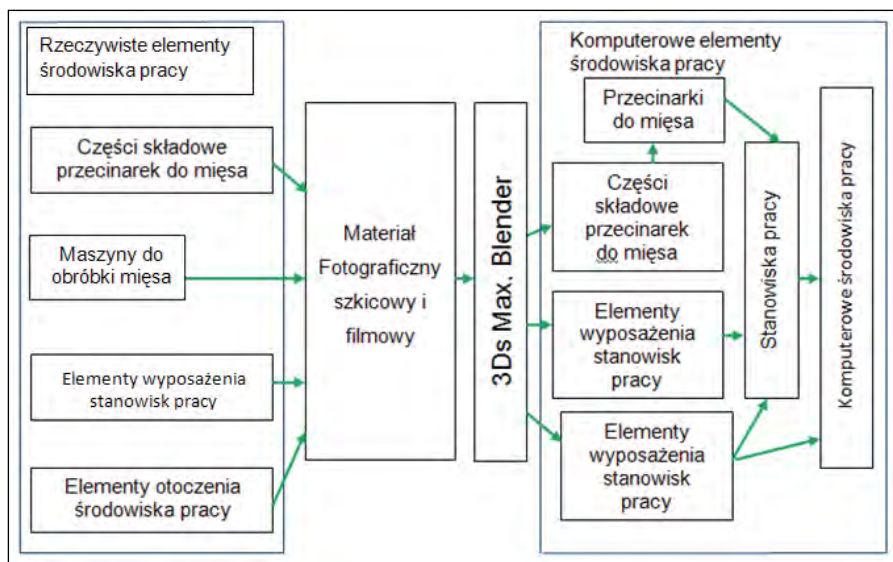 Rzeczywiste elementy
środowiska pracy
Części składowe
przecinarek do mięsa
Maszyny do
obróbki mięsa
Elementy wyposażenia
stanowisk pracy
Elementy otoczenia
środowiska pracy
Materiał
Fotograficzny
szkicowy i
filmowy
3Ds Max. Blender
Komputerowe elementy
środowiska pracy
Przecinarki
do mięsa
Części
składowe
przecinarek
do mięsa
Elementy
wyposażenia
stanowisk
pracy
Elementy
wyposażenia
stanowisk
pracy
Stanowiska pracy
Komputerowe środowiska pracy